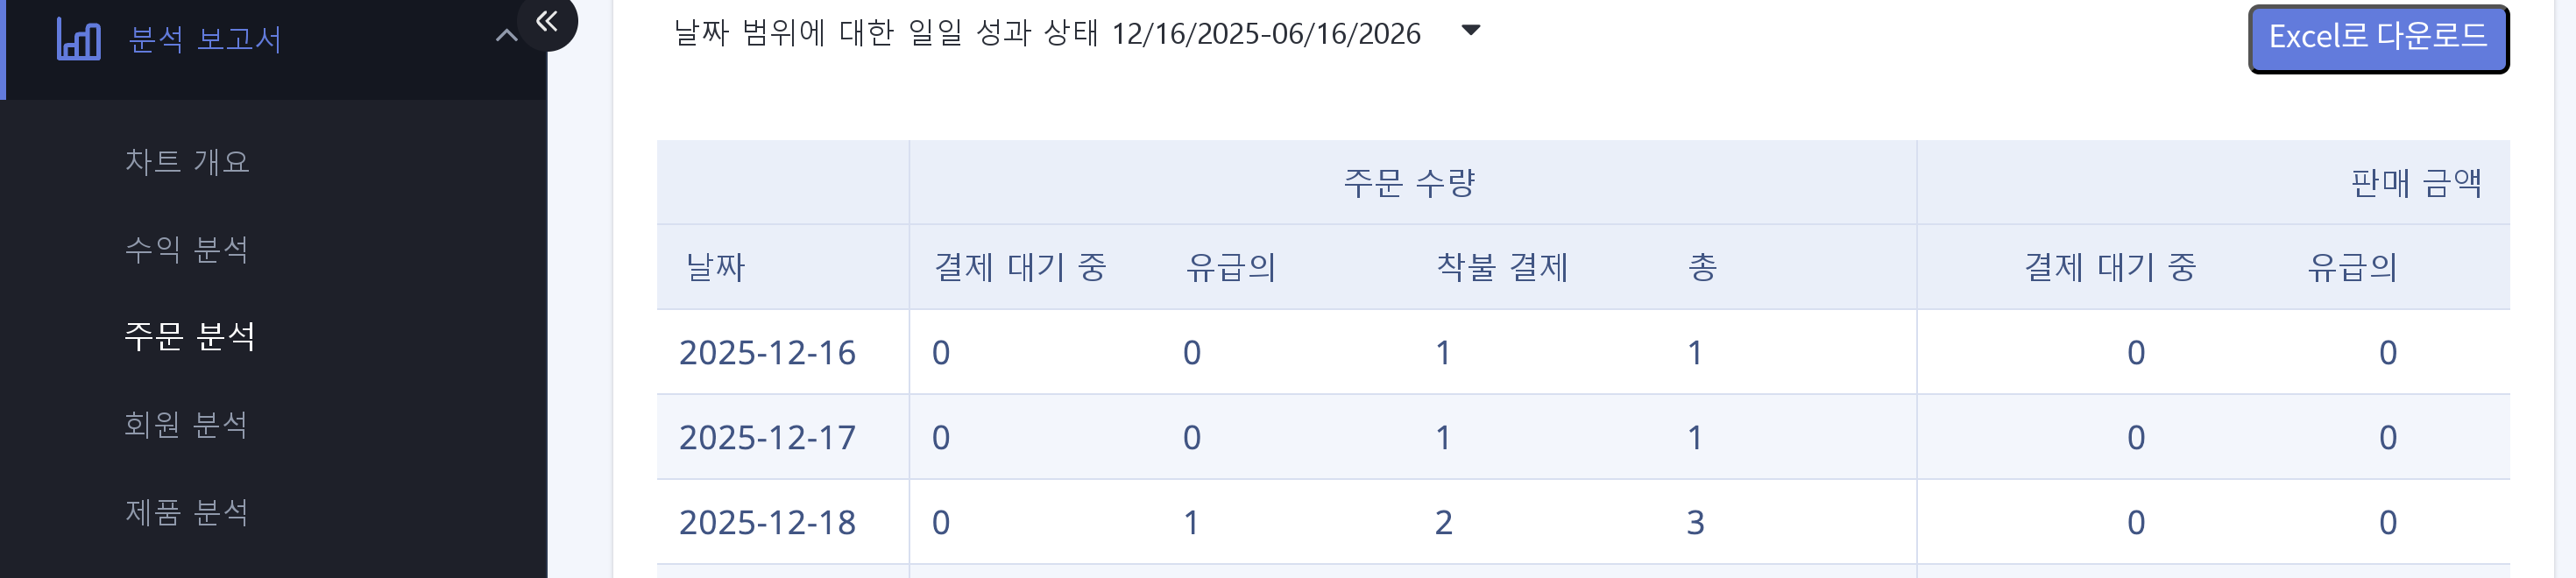 분석 보고서
차트 개요
수익 분석
주문 분석
회원 분석
제품 분석
날짜 범위에 대한 일일 성과 상태 12/16/2025-06/16/2026
Excel로 다운로드
주문 수량 판매 금액
날짜 결제 대기 중 유급의 착불 결제 총 결제 대기 중 유급의
2025-12-16 0 0 1 1 0 0
2025-12-17 0 0 1 1 0 0
2025-12-18 0 1 2 3 0 0